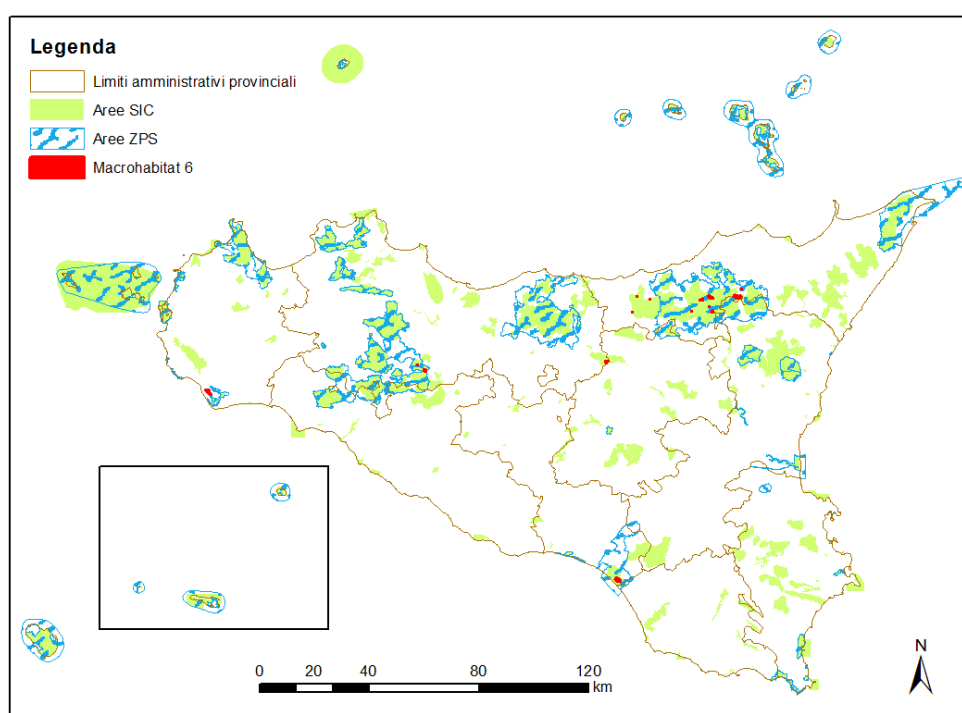 Legenda
Limiti amministrativi provinciali
Aree SIC
Aree ZPS
Macrohabitat 6
N
0 20 40 80 120
km